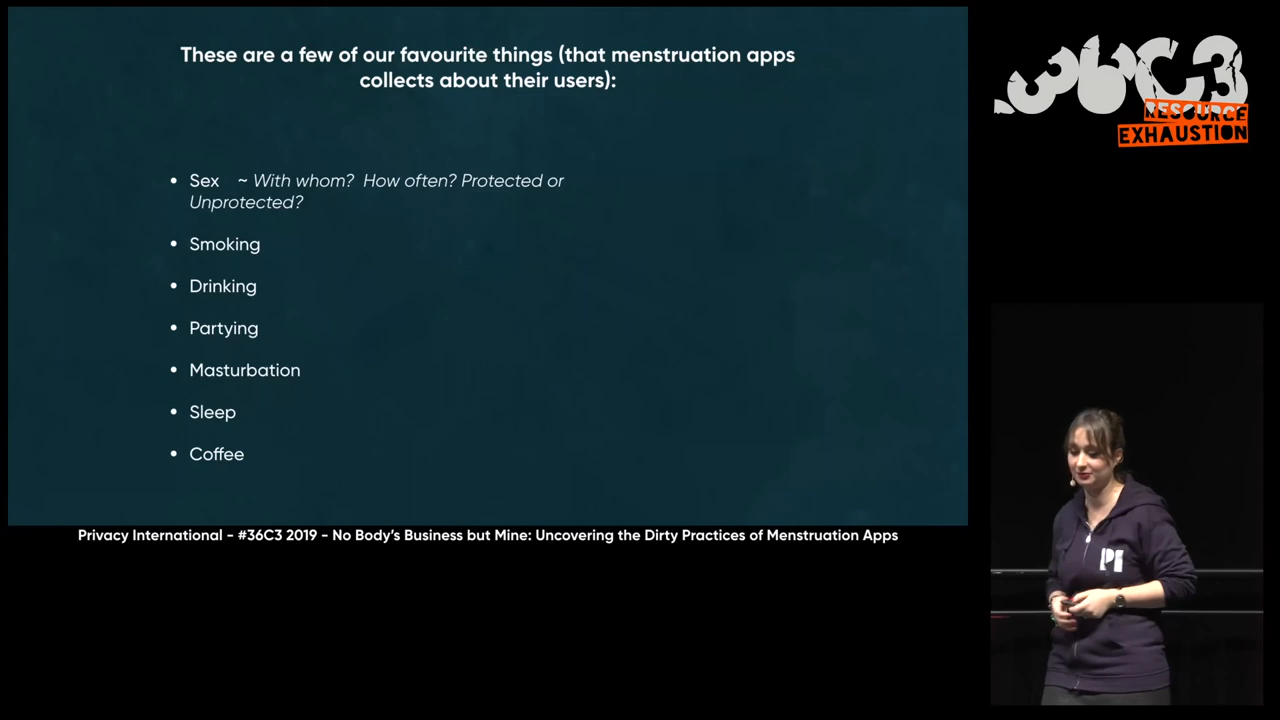 These are a few of our favourite things (that menstruation apps
collects about their users):
• Sex ~ With whom? How often? Protected or
Unprotected?
• Smoking
• Drinking
• Partying
• Masturbation
• Sleep
• Coffee
Privacy International - #36C3 2019 - No Body's Business but Mine: Uncovering the Dirty Practices of Menstruation Apps
36C3
RESOURCE
EXHAUSTION
PI